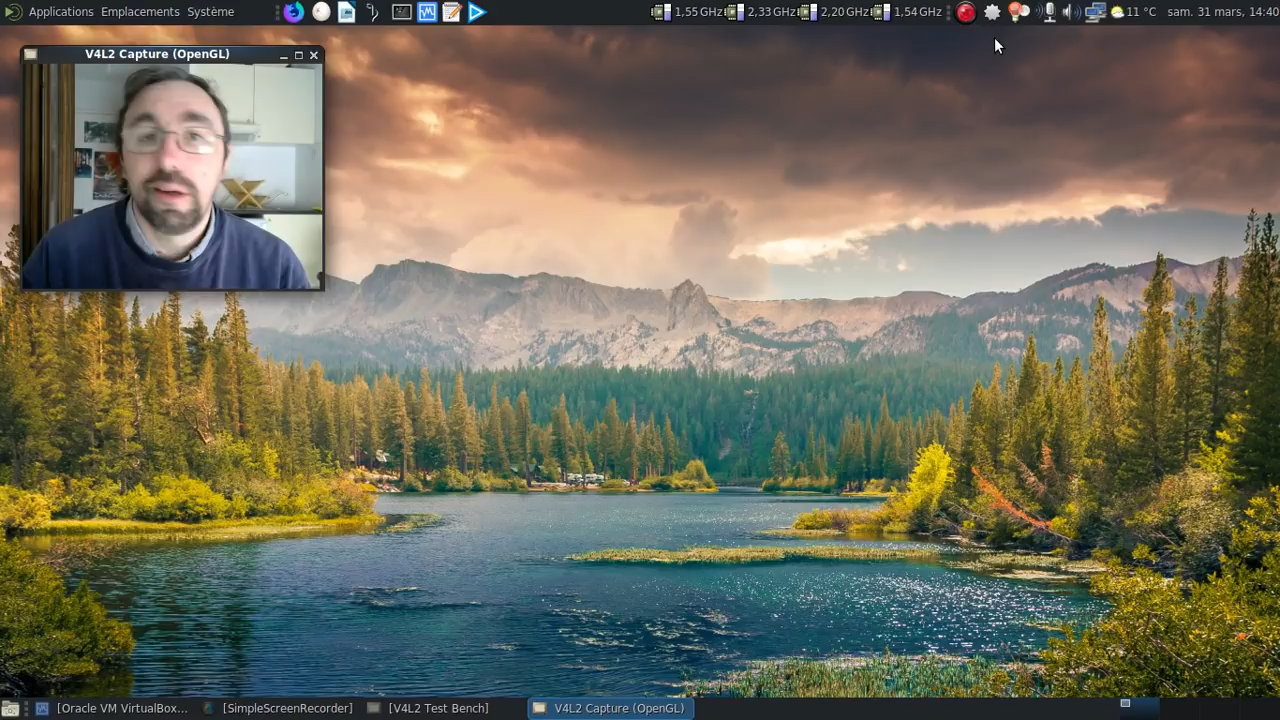 Applications Emplacements Système 1,55 GHz 2,33 GHz 2,20 GHz 1,54 GHz 11 °C sam. 31 mars, 14:40
V4L2 Capture (OpenGL)
[Oracle VM VirtualBox... [SimpleScreenRecorder] [V4L2 Test Bench] V4L2 Capture (OpenGL)